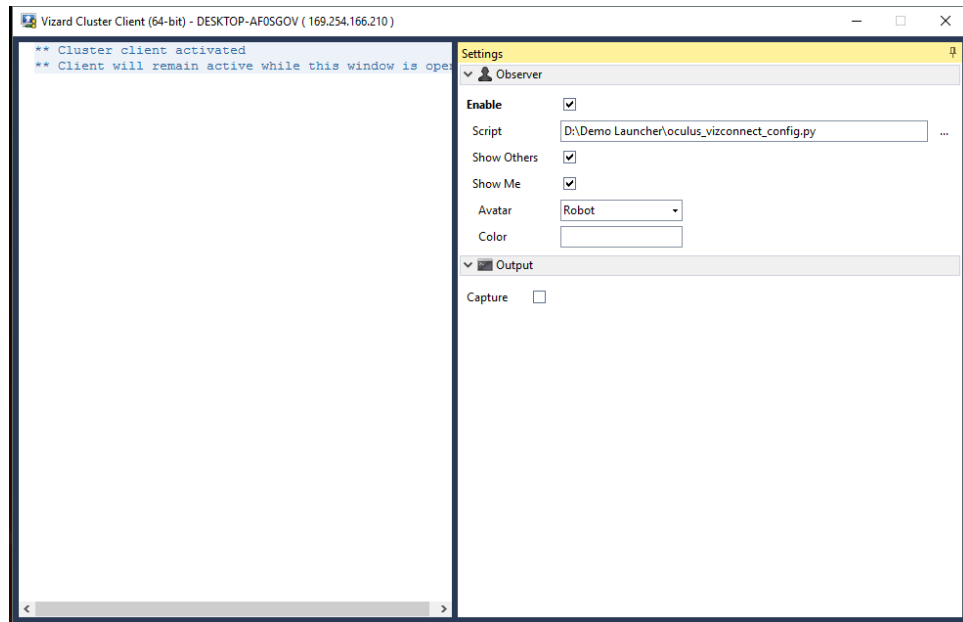 Vizard Cluster Client (64-bit) - DESKTOP-AF0SGOV ( 169.254.166.210 )
** Cluster client activated
** Client will remain active while this window is oper
Settings
Observer
Enable
Script D:\Demo Launcher\oculus_vizconnect_config.py ...
Show Others
Show Me
Avatar Robot
Color
Output
Capture